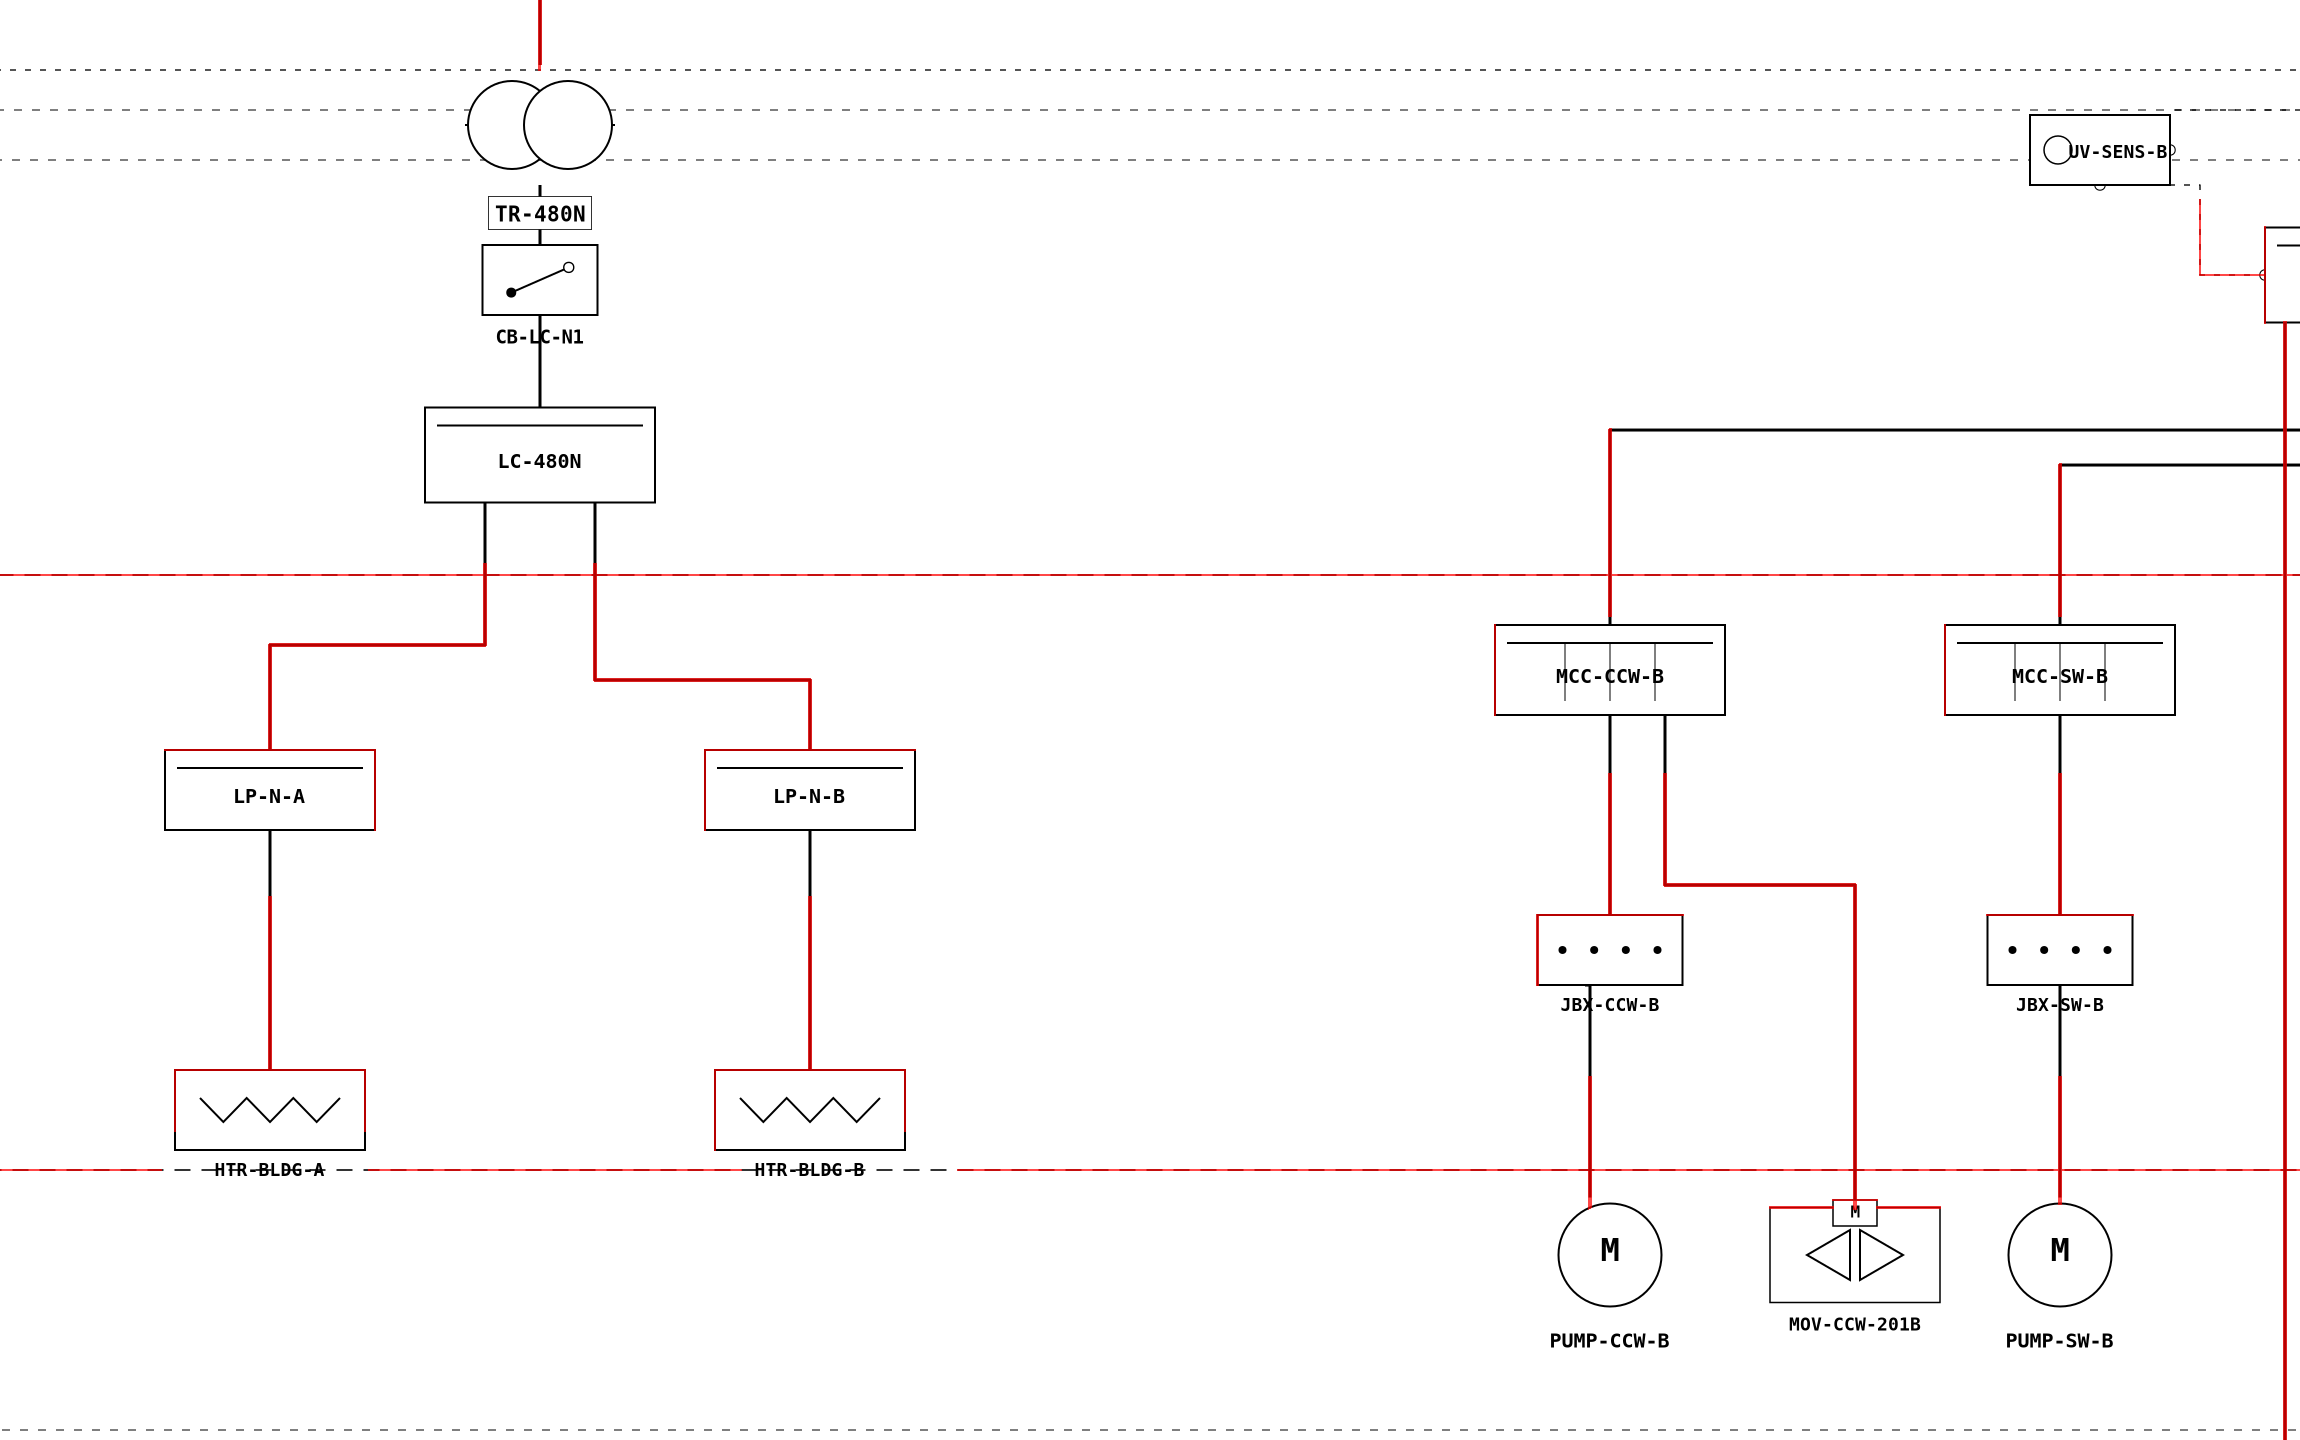 UV-SENS-B
TR-480N
CB-LC-N1
LC-480N
MCC-CCW-B
MCC-SW-B
LP-N-A
LP-N-B
JBX-CCW-B
JBX-SW-B
HTR-BLDG-A
HTR-BLDG-B
M
M
M
MOV-CCW-201B
PUMP-CCW-B
PUMP-SW-B